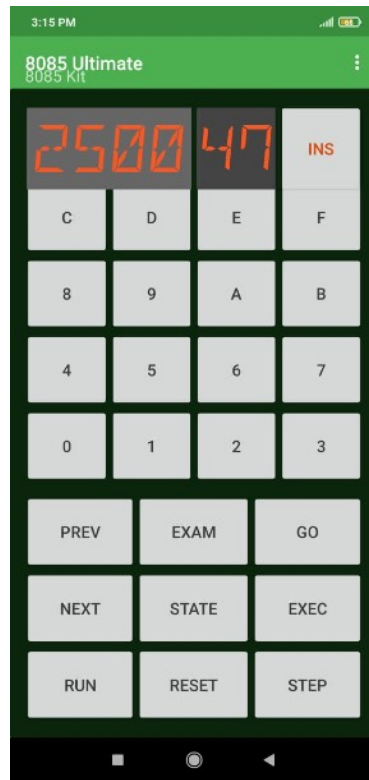 3:15 PM
8085 Ultimate
8085 Kit
2500 47 INS
C D E F
8 9 A B
4 5 6 7
0 1 2 3
PREV EXAM GO
NEXT STATE EXEC
RUN RESET STEP